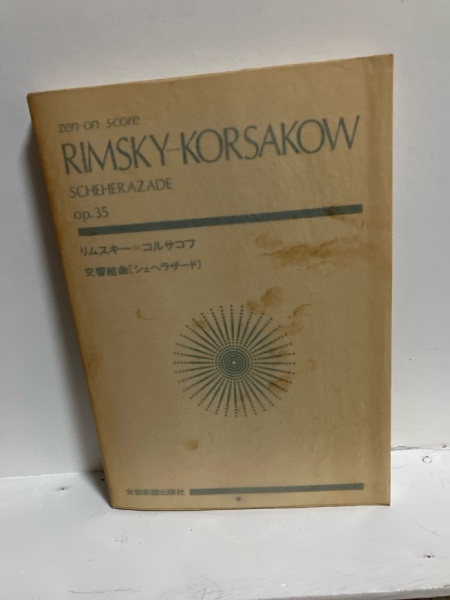 zen-on score
RIMSKY-KORSAKOW
SCHEHERAZADE
op.35
リムスキー=コルサコフ
交響組曲〔シェヘラザード〕
全音楽譜出版社